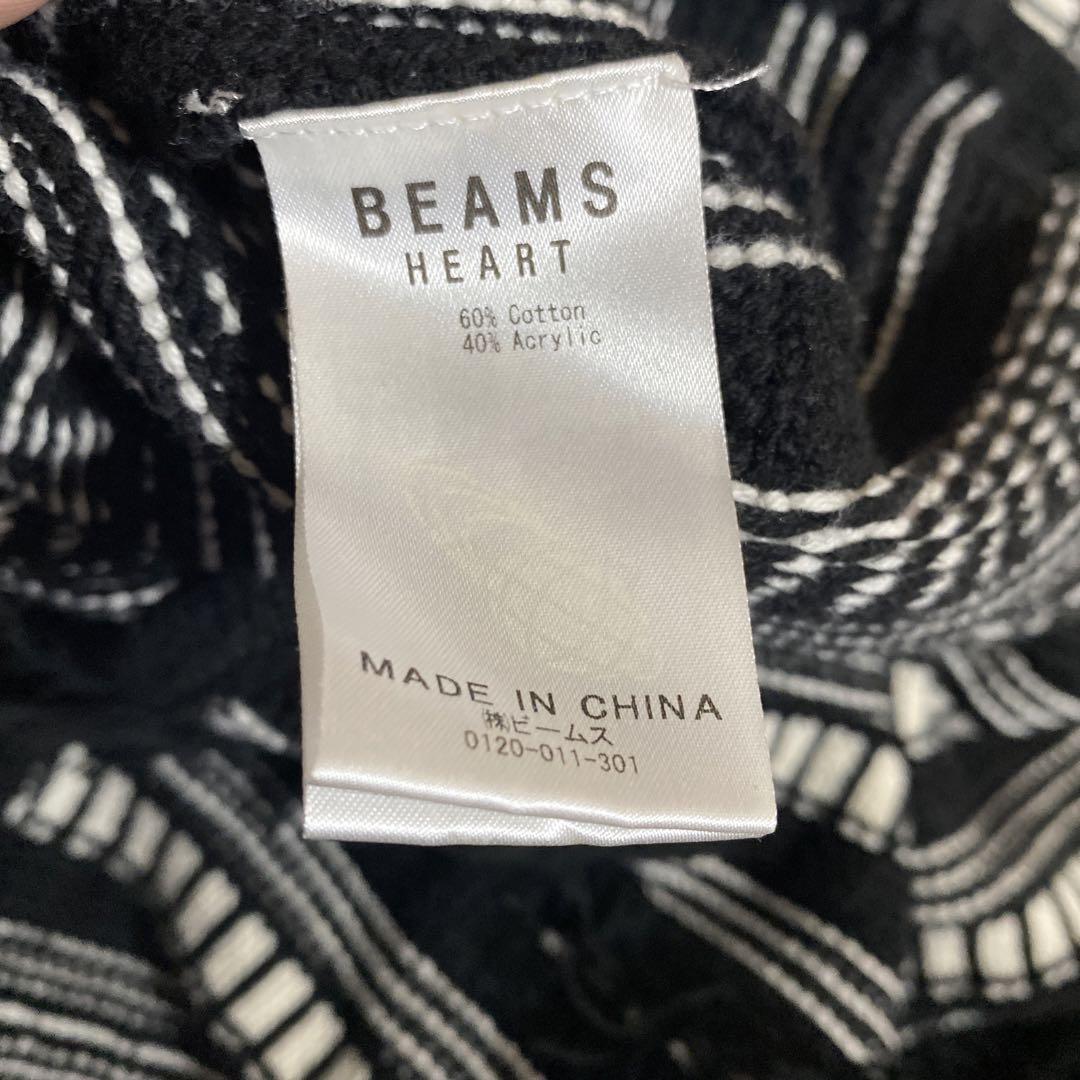 BEAMS
HEART
60% Cotton
40% Acrylic
MADE IN CHINA
㈱ビームス
0120-011-301